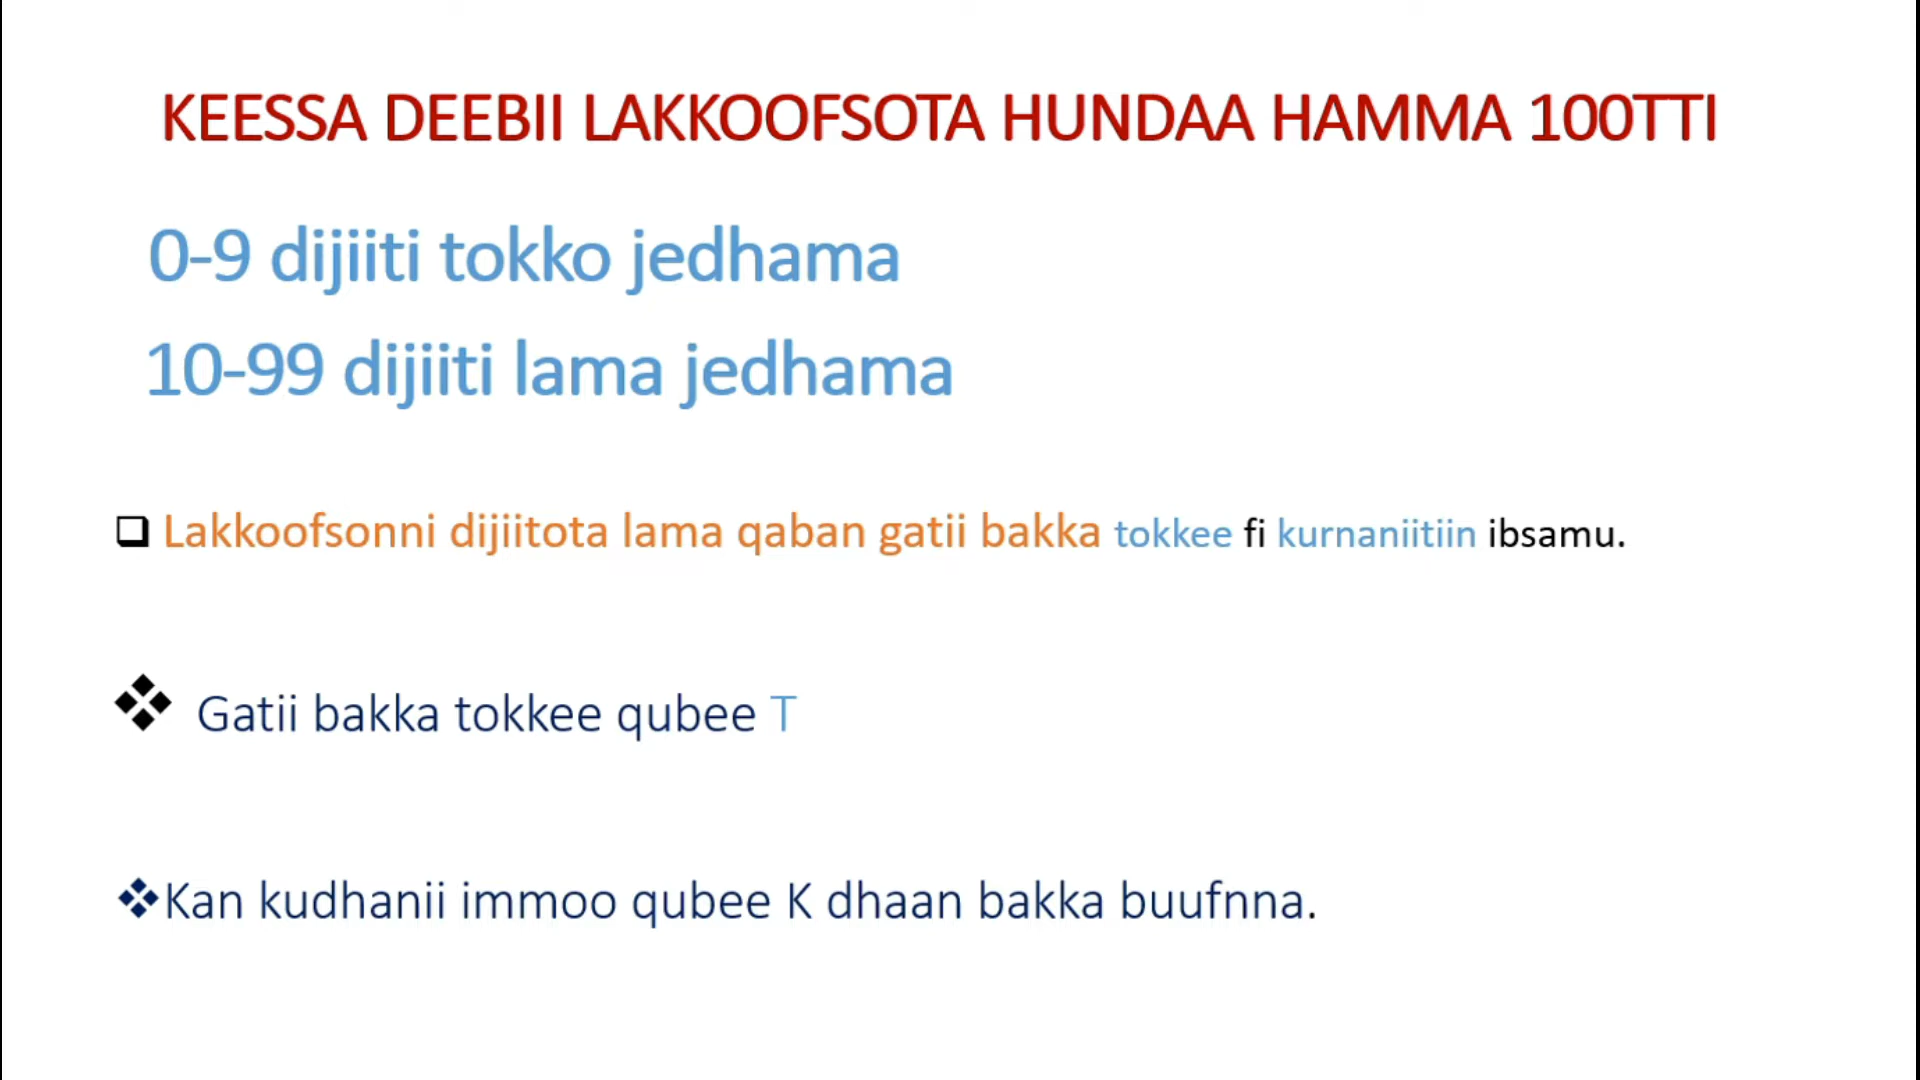 KEESSA DEEBII LAKKOOFSOTA HUNDAA HAMMA 100TTI
0-9 dijiiti tokko jedhama
10-99 dijiiti lama jedhama
Lakkoofsonni dijiitota lama qaban gatii bakka tokkee fi kurnaniitiin ibsamu.
Gatii bakka tokkee qubee T
Kan kudhanii immoo qubee K dhaan bakka buufnna.